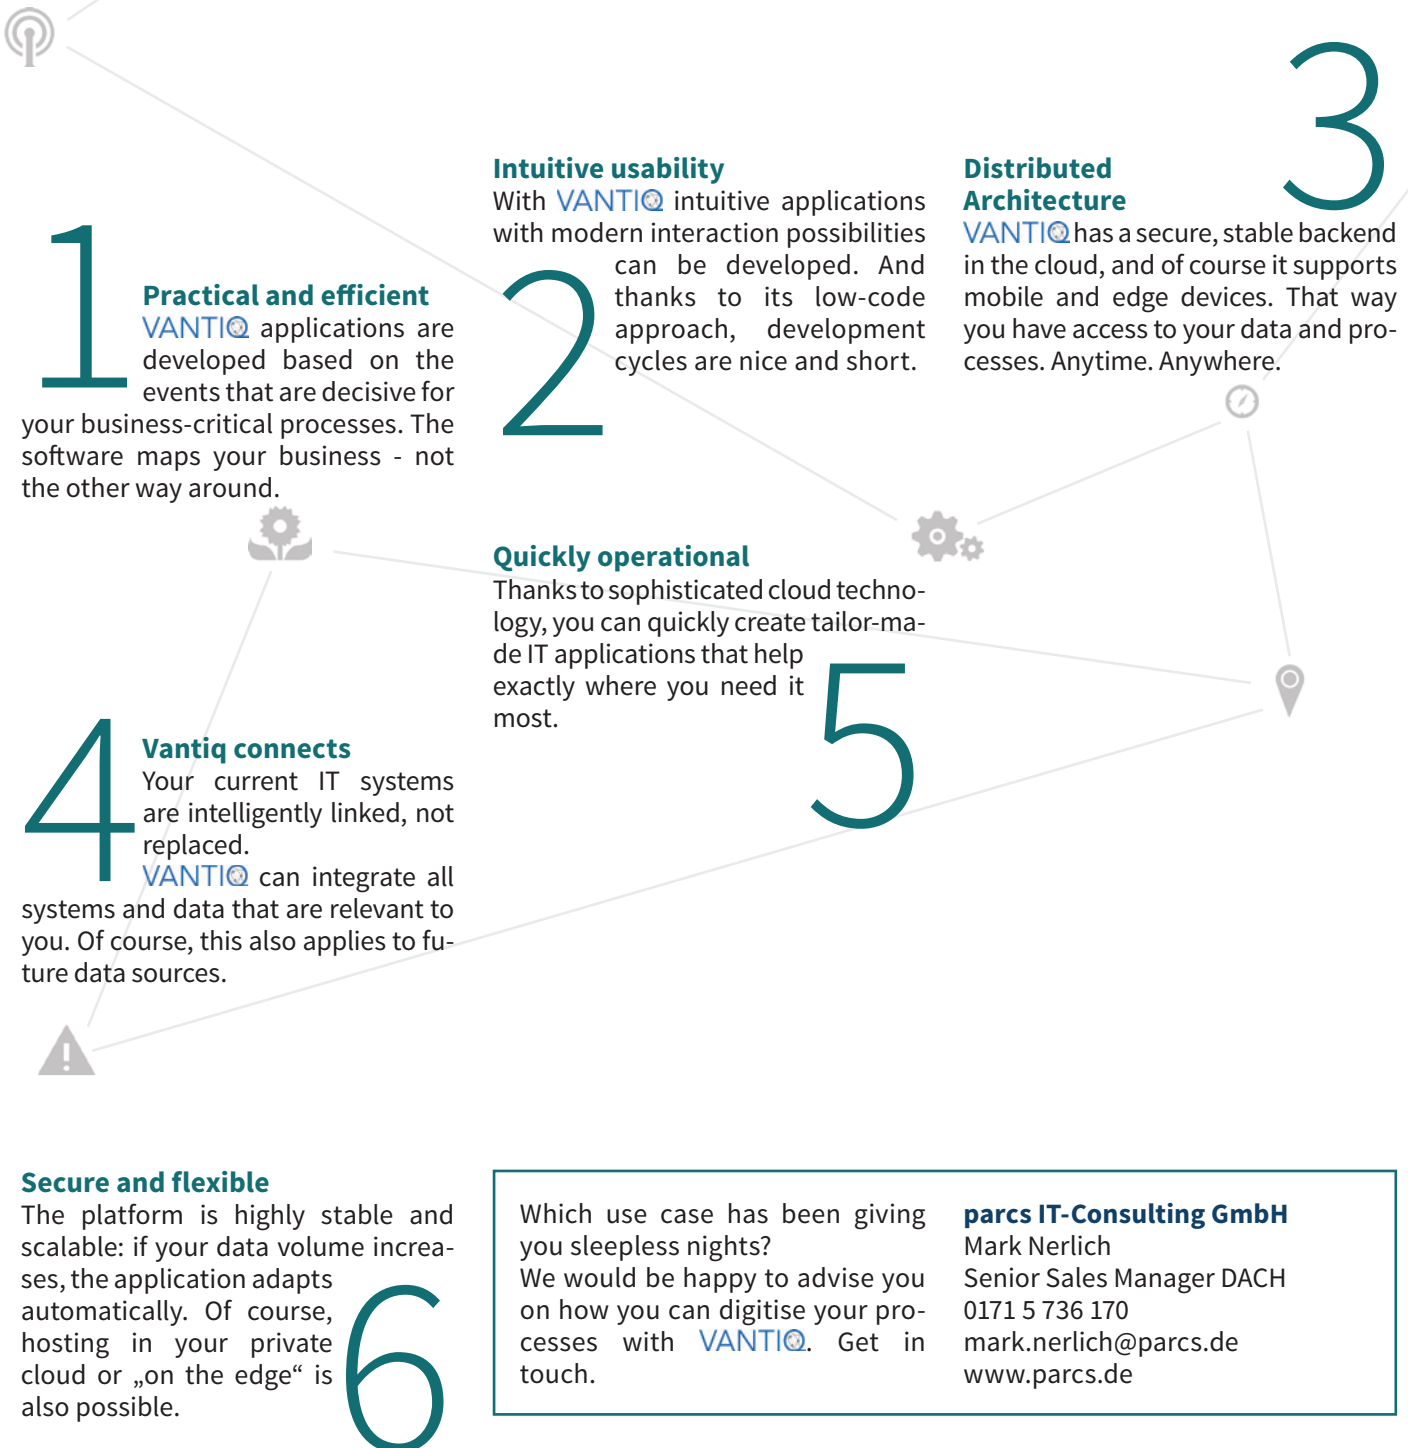 1
Practical and efficient
VANTIQ applications are
developed based on the
events that are decisive for
your business-critical processes. The
software maps your business - not
the other way around.
2
Intuitive usability
With VANTIQ intuitive applications
with modern interaction possibilities
can be developed. And
thanks to its low-code
approach, development
cycles are nice and short.
3
Distributed
Architecture
VANTIQ has a secure, stable backend
in the cloud, and of course it supports
mobile and edge devices. That way
you have access to your data and pro-
cesses. Anytime. Anywhere.
4
Vantiq connects
Your current IT systems
are intelligently linked, not
replaced.
VANTIQ can integrate all
systems and data that are relevant to
you. Of course, this also applies to fu-
ture data sources.
5
Quickly operational
Thanks to sophisticated cloud techno-
logy, you can quickly create tailor-ma-
de IT applications that help
exactly where you need it
most.
6
Secure and flexible
The platform is highly stable and
scalable: if your data volume increa-
ses, the application adapts
automatically. Of course,
hosting in your private
cloud or „on the edge“ is
also possible.
Which use case has been giving
you sleepless nights?
We would be happy to advise you
on how you can digitise your pro-
cesses with VANTIQ. Get in
touch.
parcs IT-Consulting GmbH
Mark Nerlich
Senior Sales Manager DACH
0171 5 736 170
mark.nerlich@parcs.de
www.parcs.de